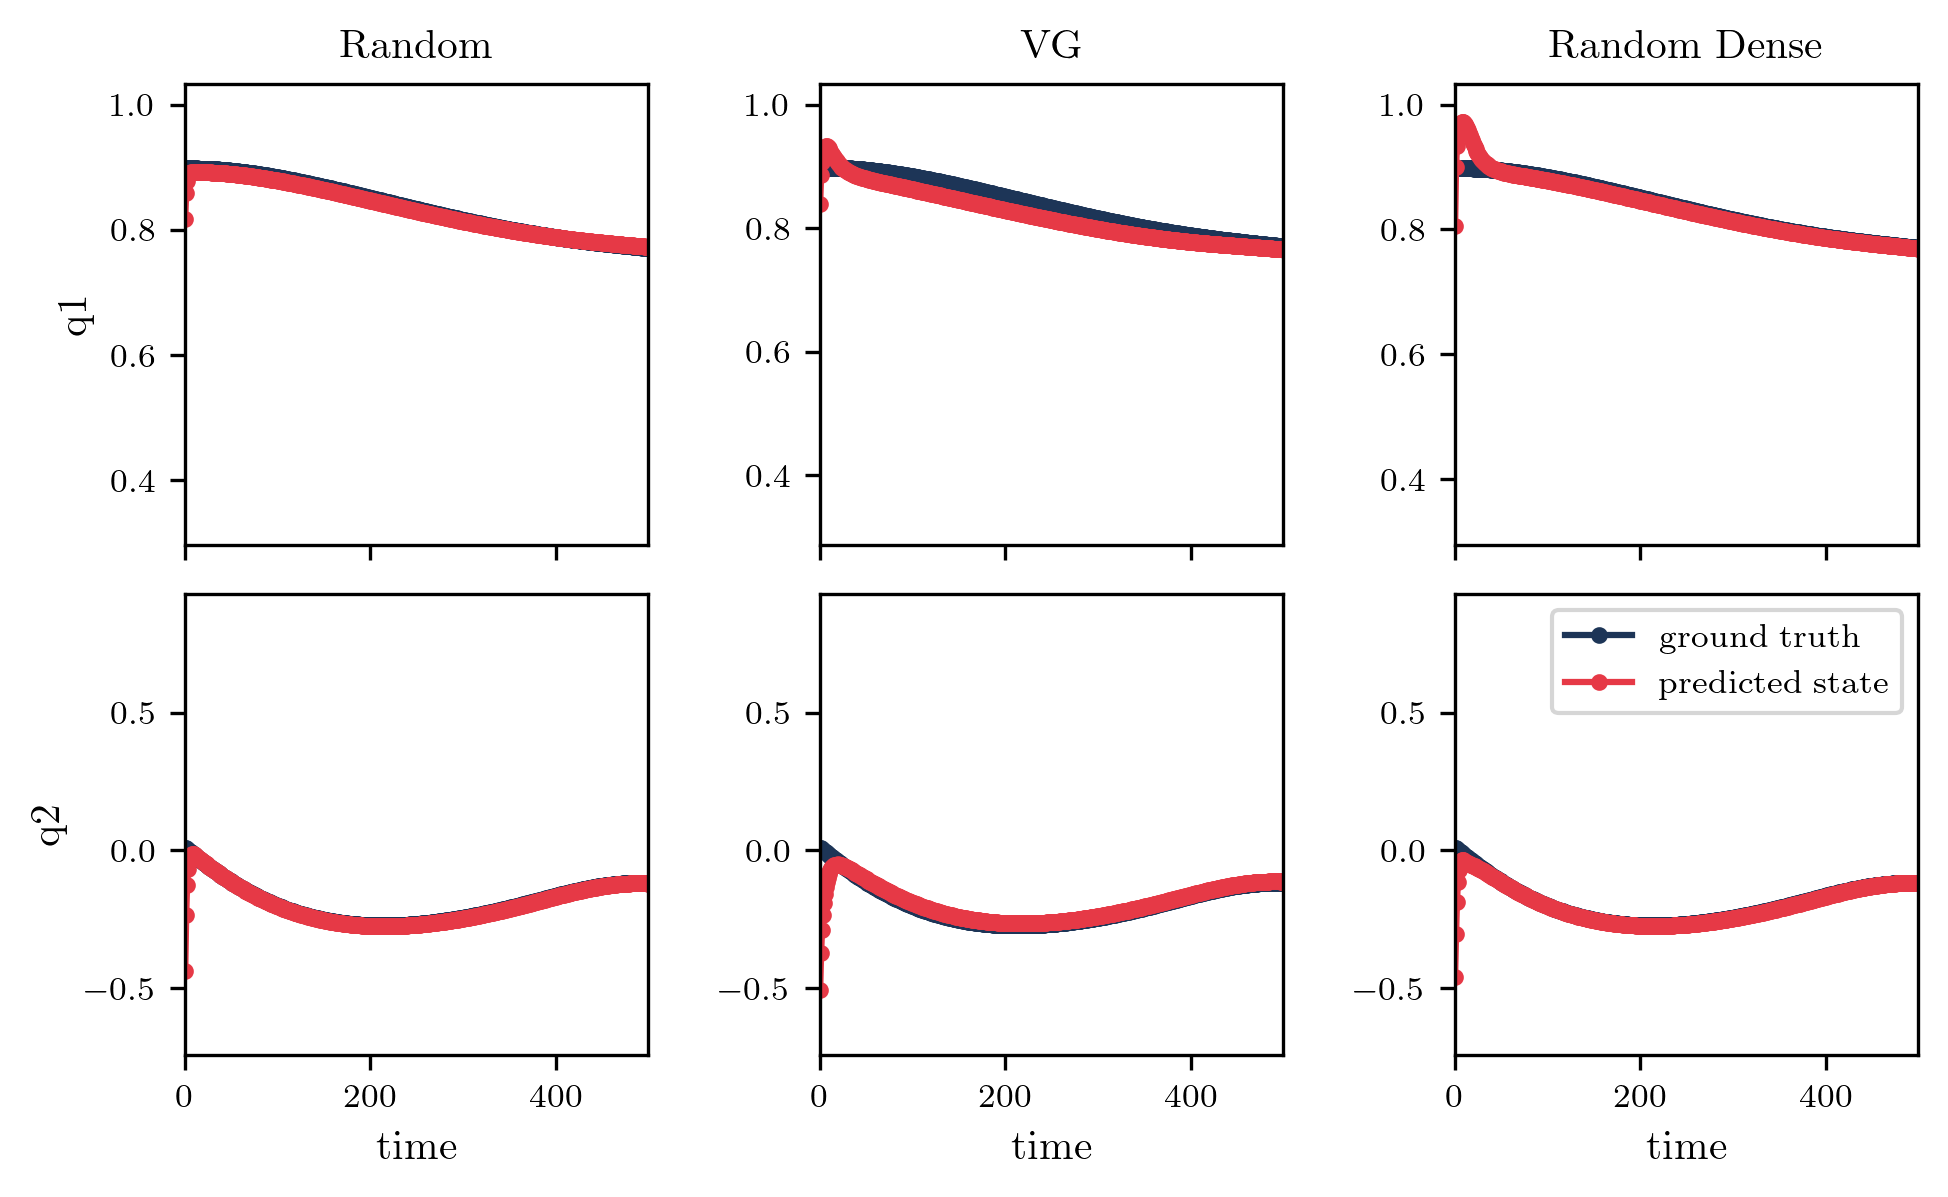 Random VG Random Dense
1.0 1.0 1.0
0.8 0.8 0.8
q1
0.6 0.6 0.6
0.4 0.4 0.4
ground truth
predicted state
0.5 0.5 0.5
q2
0.0 0.0 0.0
−0.5 −0.5 −0.5
0 200 400 0 200 400 0 200 400
time time time